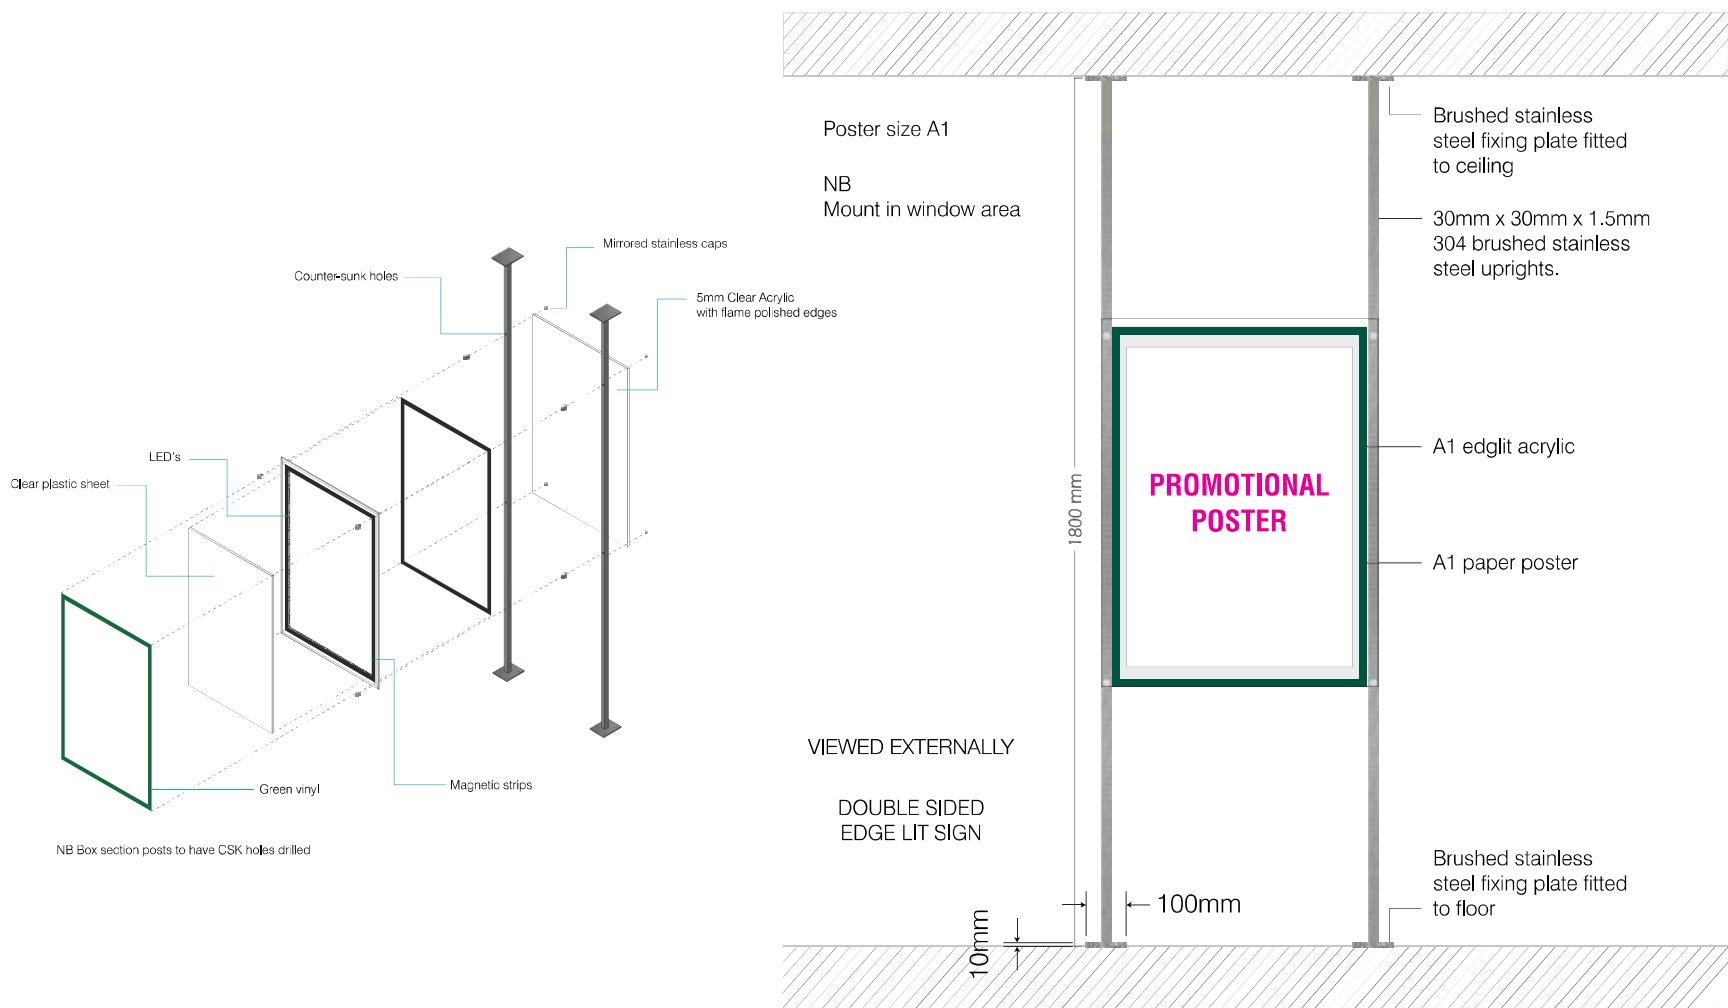 Mirrored stainless caps
Counter-sunk holes
5mm Clear Acrylic
with flame polished edges
LED's
Clear plastic sheet
Magnetic strips
Green vinyl
NB Box section posts to have CSK holes drilled
Poster size A1
NB
Mount in window area
Brushed stainless
steel fixing plate fitted
to ceiling
30mm x 30mm x 1.5mm
304 brushed stainless
steel uprights.
1800 mm
PROMOTIONAL
POSTER
A1 edglit acrylic
A1 paper poster
VIEWED EXTERNALLY
DOUBLE SIDED
EDGE LIT SIGN
100mm
10mm
Brushed stainless
steel fixing plate fitted
to floor